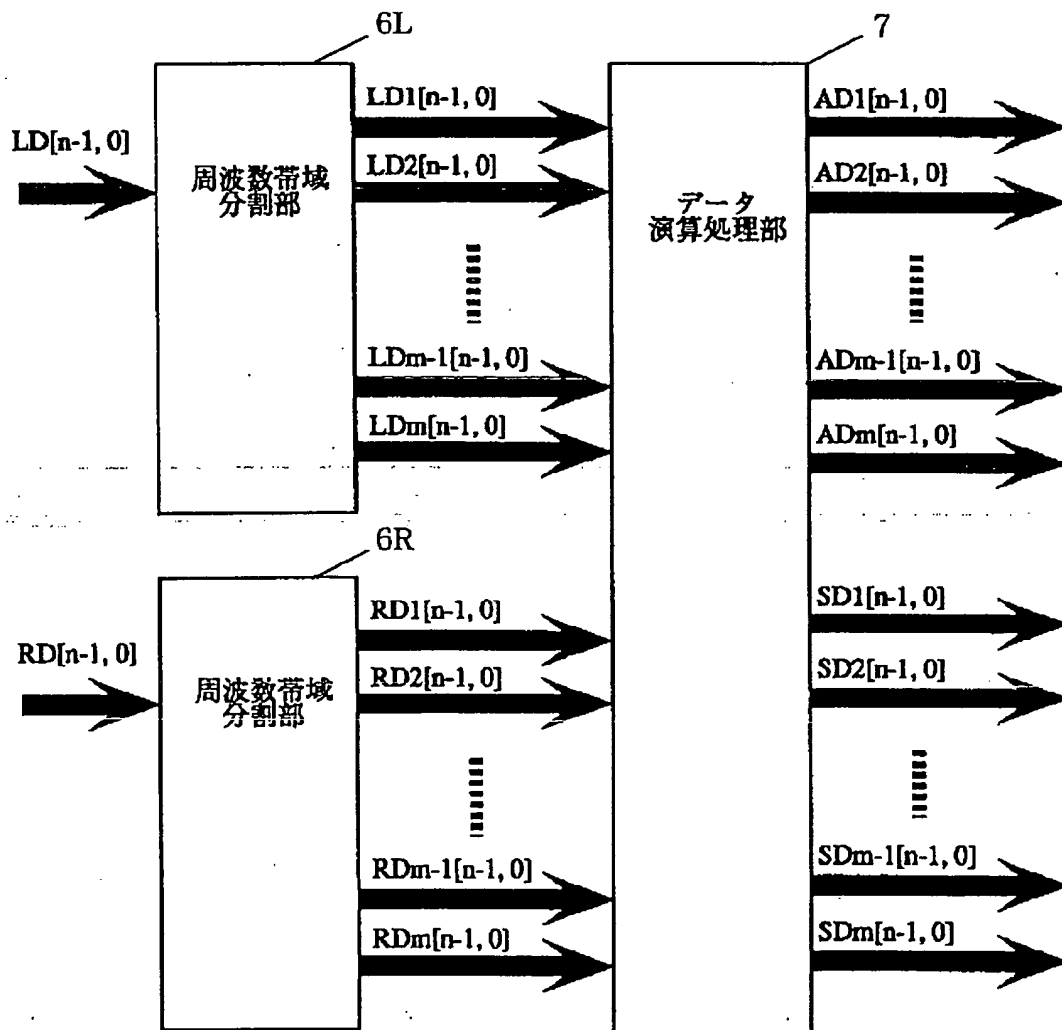 6L
7
LD[n-1, 0]
周波数帯域
分割部
LD1[n-1, 0]
LD2[n-1, 0]
LDm-1[n-1, 0]
LDm[n-1, 0]
データ
演算処理部
AD1[n-1, 0]
AD2[n-1, 0]
ADm-1[n-1, 0]
ADm[n-1, 0]
6R
RD[n-1, 0]
周波数帯域
分割部
RD1[n-1, 0]
RD2[n-1, 0]
RDm-1[n-1, 0]
RDm[n-1, 0]
SD1[n-1, 0]
SD2[n-1, 0]
SDm-1[n-1, 0]
SDm[n-1, 0]